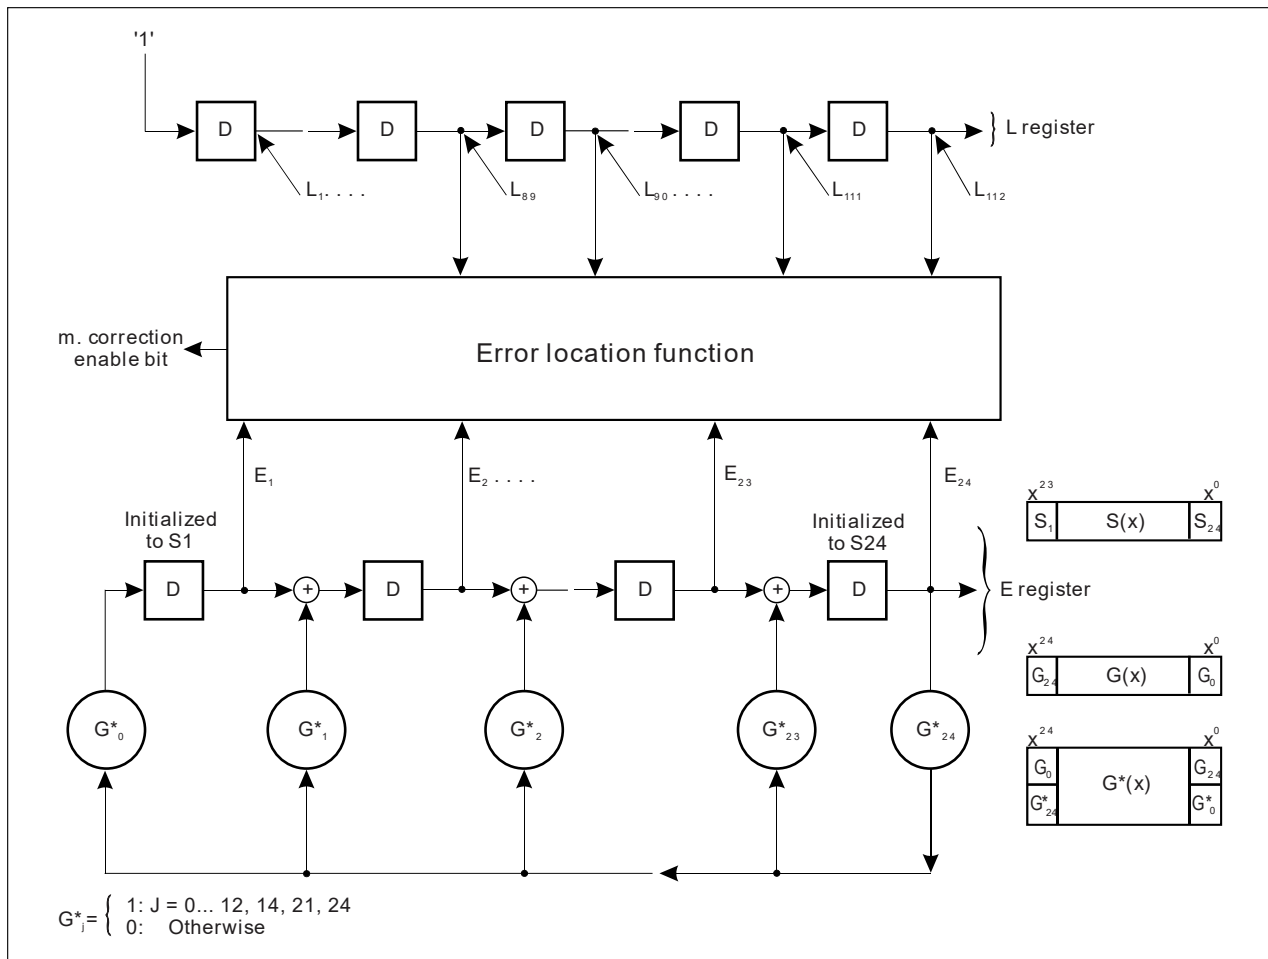 '1'
D D D D D
} L register
L₁. . . . L₈₉ L₉₀. . . . L₁₁₁ L₁₁₂
m. correction
enable bit
Error location function
E₁ E₂ . . . . E₂₃ E₂₄
Initialized
to S1
Initialized
to S24
x²³ x⁰
S₁ S(x) S₂₄
D + D + D + D
E register
x²⁴ x⁰
G₂₄ G(x) G₀
G*₀ G*₁ G*₂ G*₂₃ G*₂₄
x²⁴ x⁰
G₀ G*(x) G₂₄
G*₂₄ G*₀
G*ⱼ= { 1: J = 0... 12, 14, 21, 24
0: Otherwise